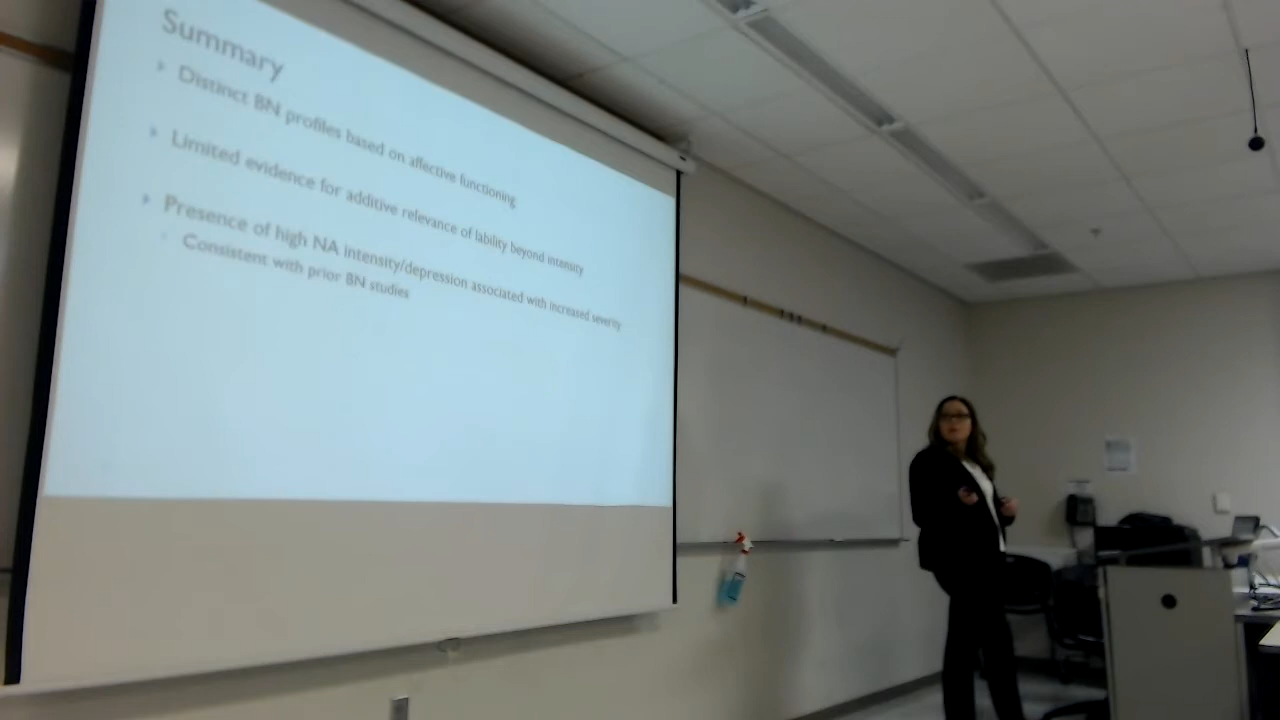 Summary
Distinct BN profiles based on affective functioning
Limited evidence for additive relevance of lability beyond intensity
Presence of high NA intensity/depression associated with increased severity
Consistent with prior BN studies